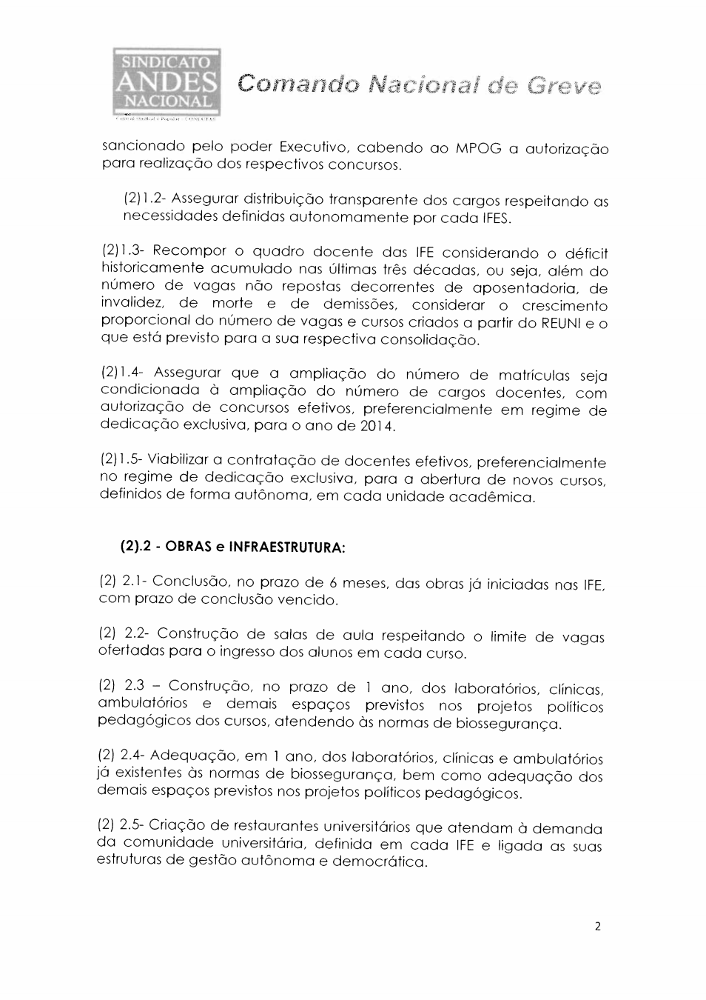 SINDICATO
ANDES
NACIONAL
Comando Nacional de Greve
sancionado pelo poder Executivo, cabendo ao MPOG a autorização
para realização dos respectivos concursos.
(2)1.2- Assegurar distribuição transparente dos cargos respeitando as
necessidades definidas autonomamente por cada IFES.
(2)1.3- Recompor o quadro docente das IFE considerando o déficit
historicamente acumulado nas últimas três décadas, ou seja, além do
número de vagas não repostas decorrentes de aposentadoria, de
invalidez, de morte e de demissões, considerar o crescimento
proporcional do número de vagas e cursos criados a partir do REUNI e o
que está previsto para a sua respectiva consolidação.
(2)1.4- Assegurar que a ampliação do número de matrículas seja
condicionada à ampliação do número de cargos docentes, com
autorização de concursos efetivos, preferencialmente em regime de
dedicação exclusiva, para o ano de 2014.
(2)1.5- Viabilizar a contratação de docentes efetivos, preferencialmente
no regime de dedicação exclusiva, para a abertura de novos cursos,
definidos de forma autônoma, em cada unidade acadêmica.
(2).2 - OBRAS e INFRAESTRUTURA:
(2) 2.1- Conclusão, no prazo de 6 meses, das obras já iniciadas nas IFE,
com prazo de conclusão vencido.
(2) 2.2- Construção de salas de aula respeitando o limite de vagas
ofertadas para o ingresso dos alunos em cada curso.
(2) 2.3 – Construção, no prazo de 1 ano, dos laboratórios, clínicas,
ambulatórios e demais espaços previstos nos projetos políticos
pedagógicos dos cursos, atendendo às normas de biossegurança.
(2) 2.4- Adequação, em 1 ano, dos laboratórios, clínicas e ambulatórios
já existentes às normas de biossegurança, bem como adequação dos
demais espaços previstos nos projetos políticos pedagógicos.
(2) 2.5- Criação de restaurantes universitários que atendam à demanda
da comunidade universitária, definida em cada IFE e ligada as suas
estruturas de gestão autônoma e democrática.
2